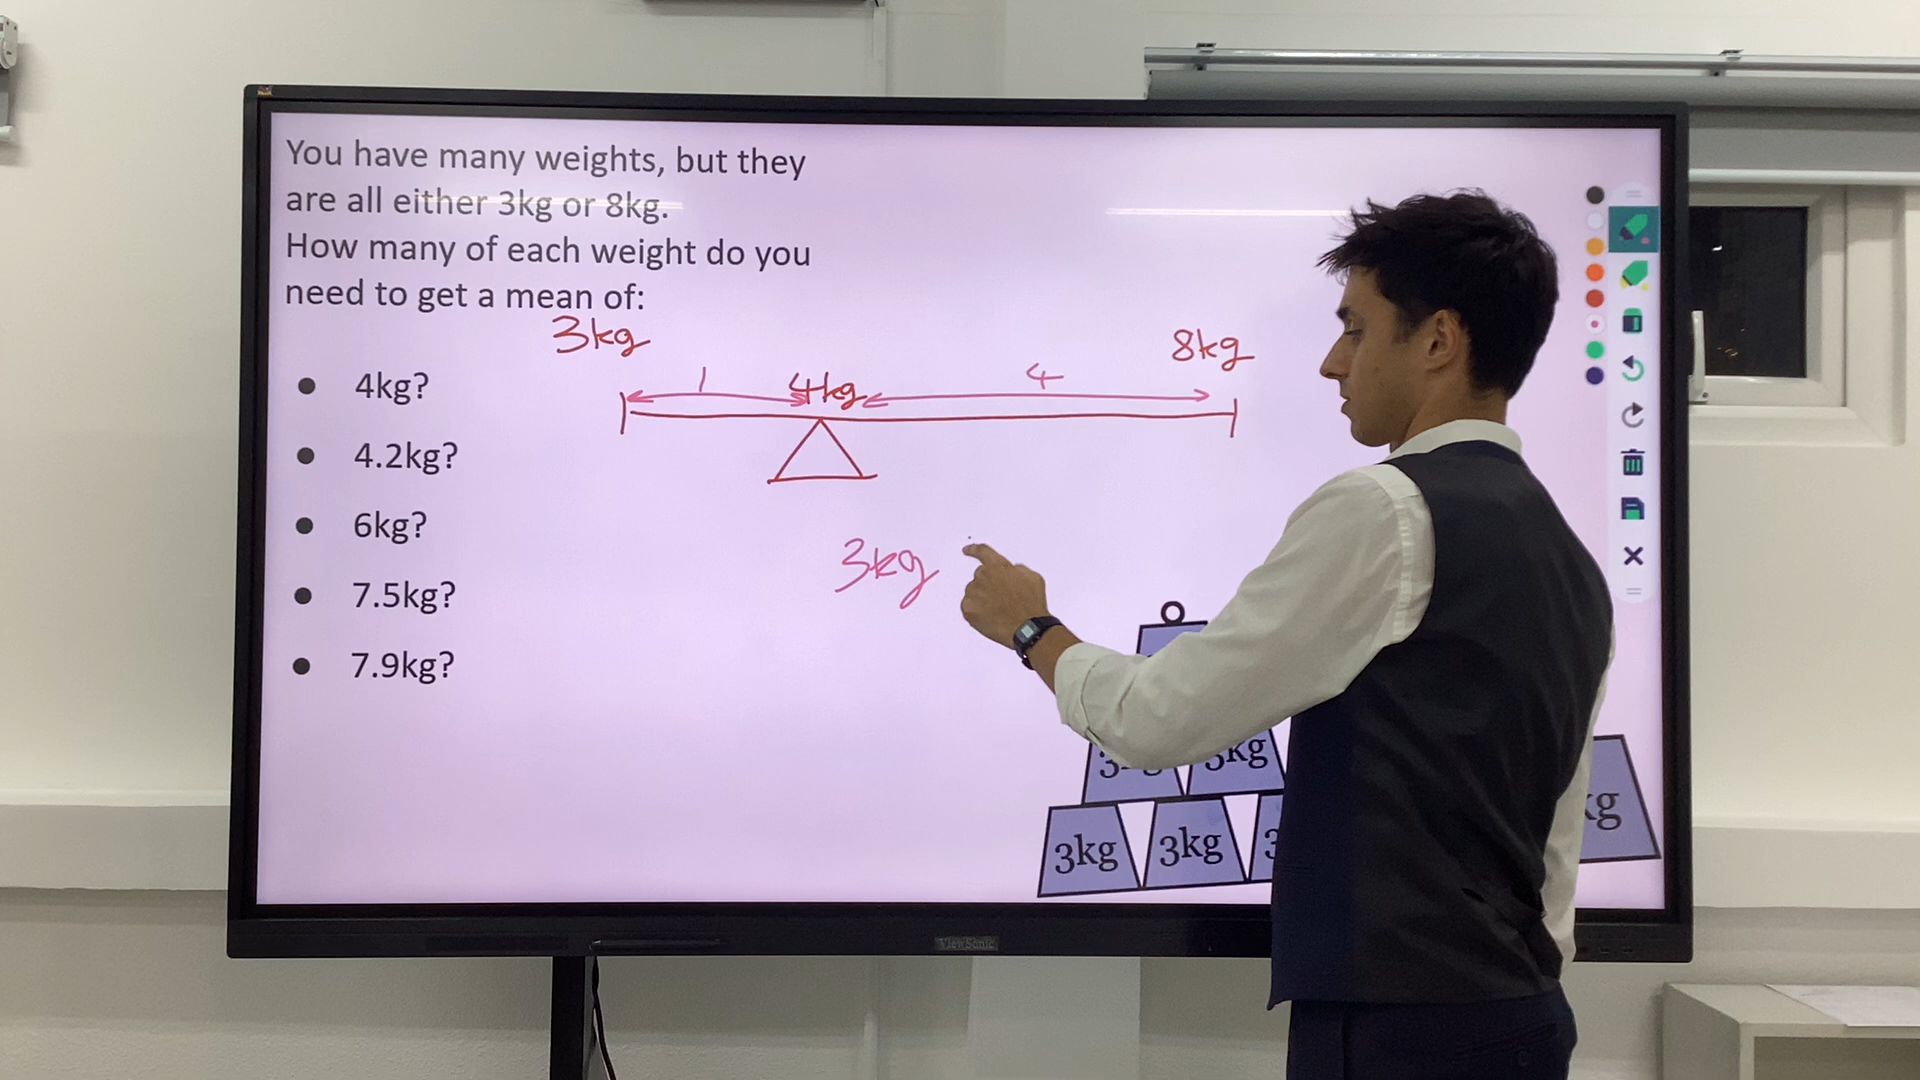 You have many weights, but they
are all either 3kg or 8kg.
How many of each weight do you
need to get a mean of:
3kg
8kg
1
4kg
4
4kg?
4.2kg?
6kg?
3kg
7.5kg?
7.9kg?
3kg
3kg
3kg
kg
ViewSonic